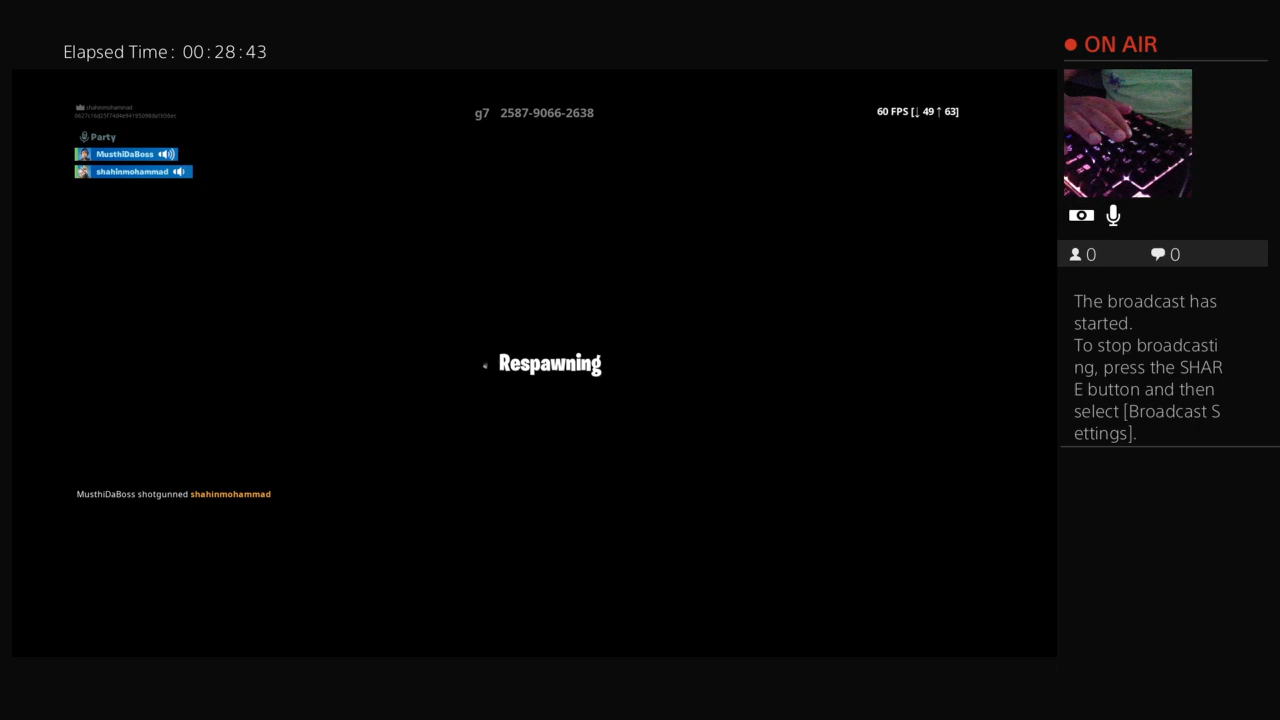 Elapsed Time: 00:28:43
ON AIR
shahinmohammad
g7 2587-9066-2638
60 FPS [↓ 49 ↑ 63]
Party
MusthiDaBoss
shahinmohammad
0
0
The broadcast has
started.
To stop broadcasti
ng, press the SHAR
E button and then
select [Broadcast S
ettings].
Respawning
MusthiDaBoss shotgunned shahinmohammad